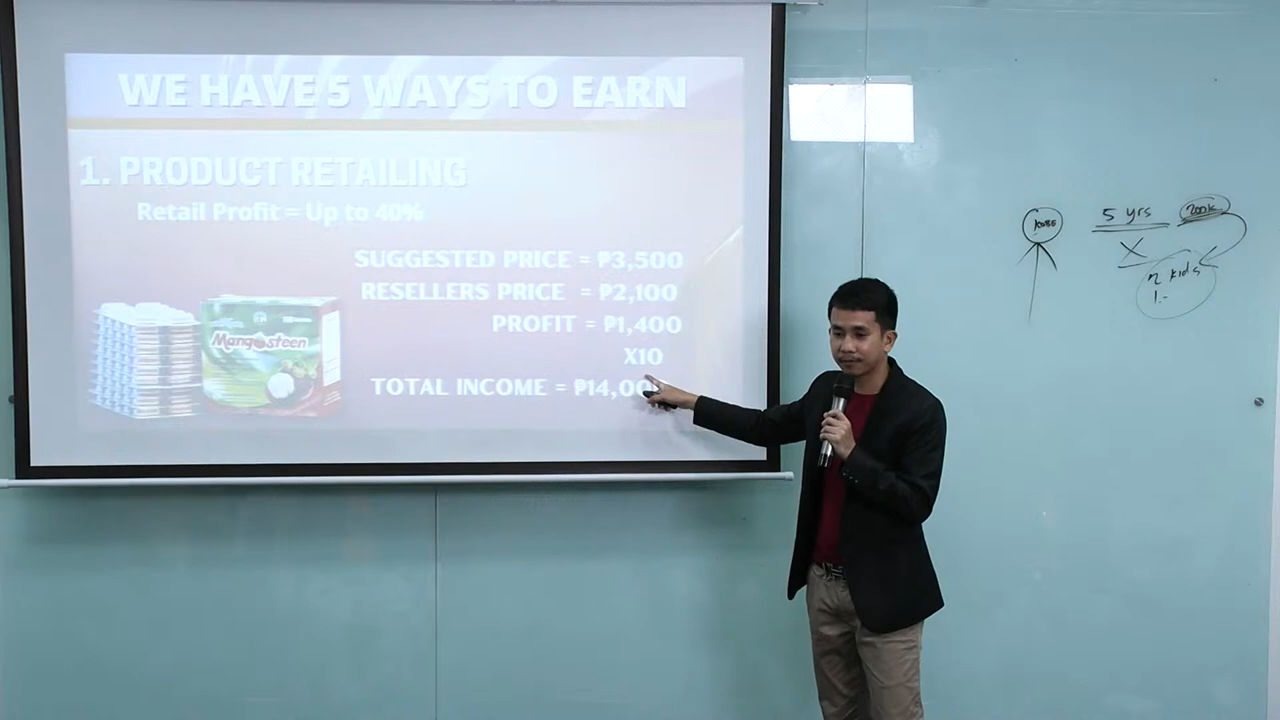 WE HAVE 5 WAYS TO EARN
1. PRODUCT RETAILING
Retail Profit = Up to 40%
SUGGESTED PRICE = ₱3,500
RESELLERS PRICE = ₱2,100
PROFIT = ₱1,400
X10
TOTAL INCOME = ₱14,00
Mangosteen
5 yrs
200k
X
2 kids